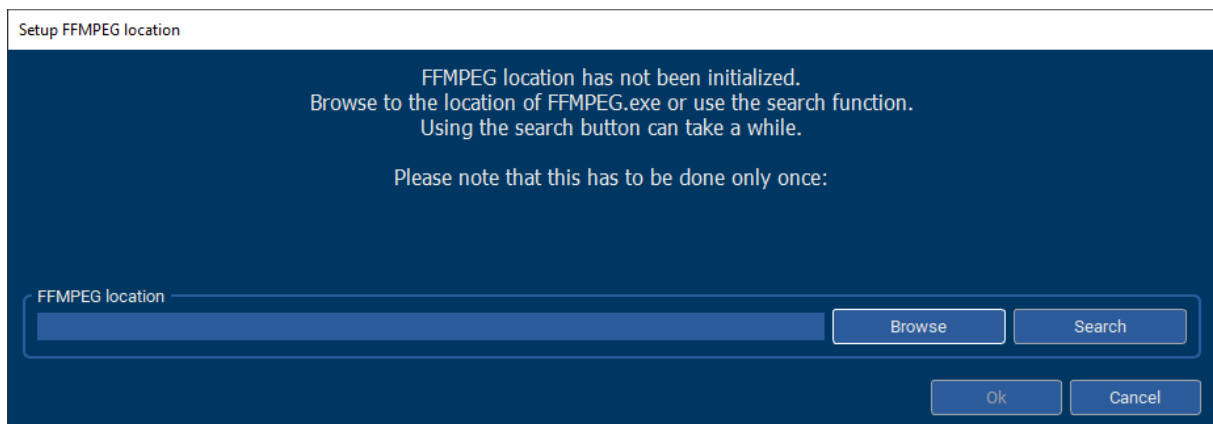 Setup FFMPEG location
FFMPEG location has not been initialized.
Browse to the location of FFMPEG.exe or use the search function.
Using the search button can take a while.
Please note that this has to be done only once:
FFMPEG location
Browse
Search
Ok
Cancel